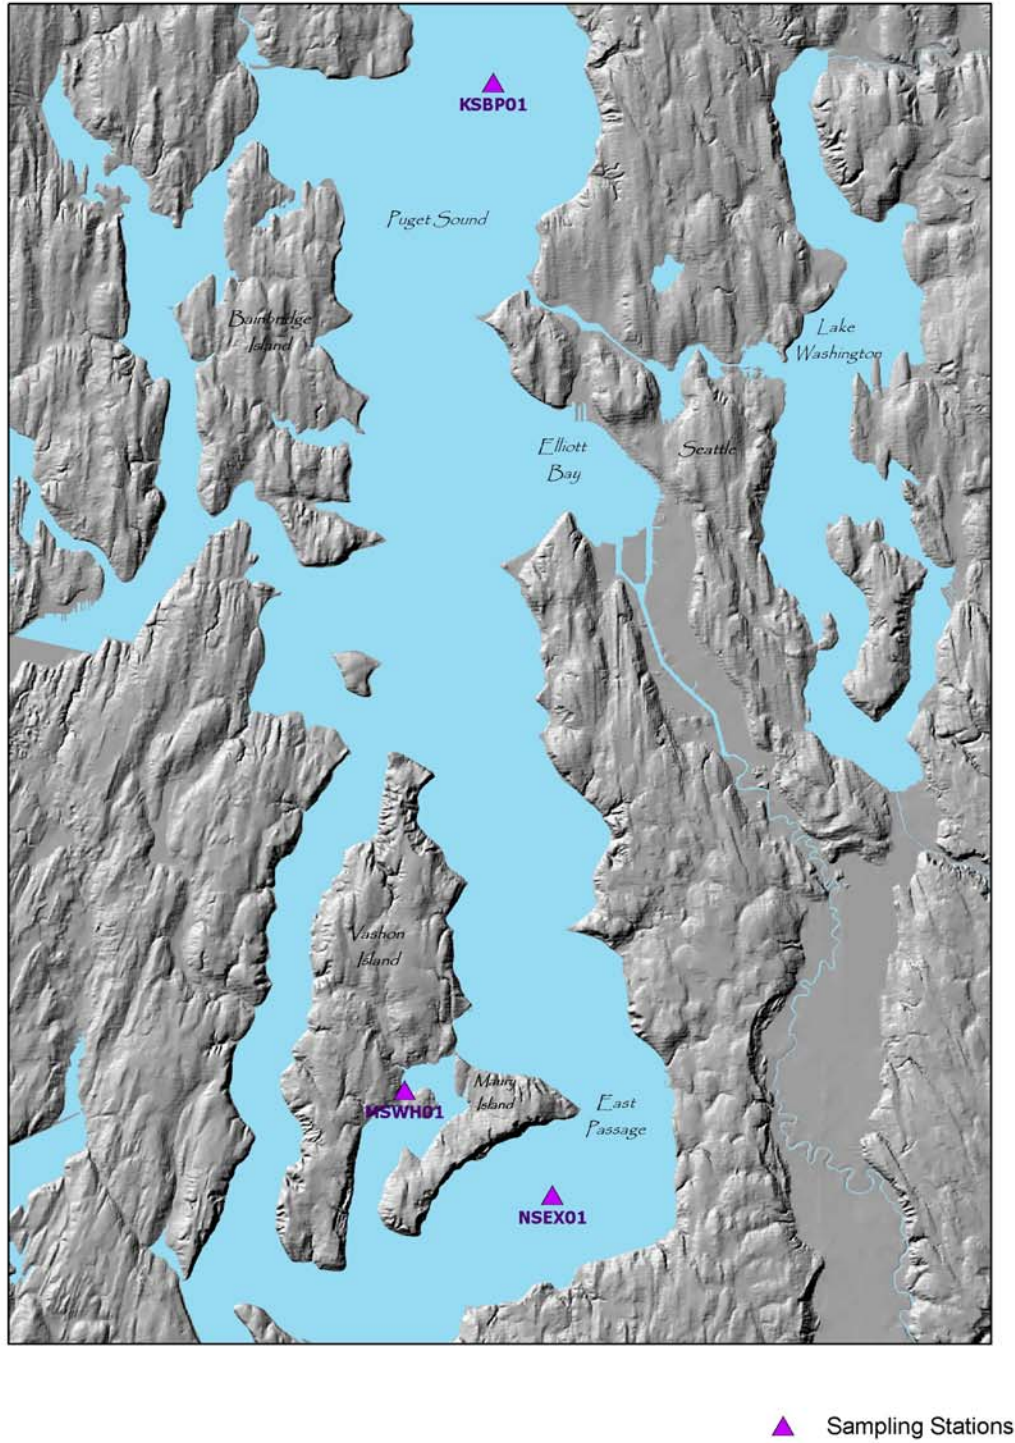 KSBP01
Puget Sound
Bainbridge
Island
Lake
Washington
Elliott
Bay
Seattle
Vashon
Island
Maury
Island
MSWH01
East
Passage
NSEX01
Sampling Stations